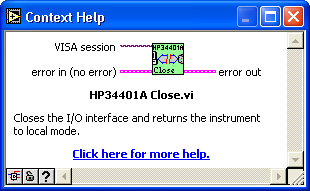 Context Help
VISA session
HP34401A
error in (no error)
error out
Close
HP34401A Close.vi
Closes the I/O interface and returns the instrument
to local mode.
Click here for more help.
?